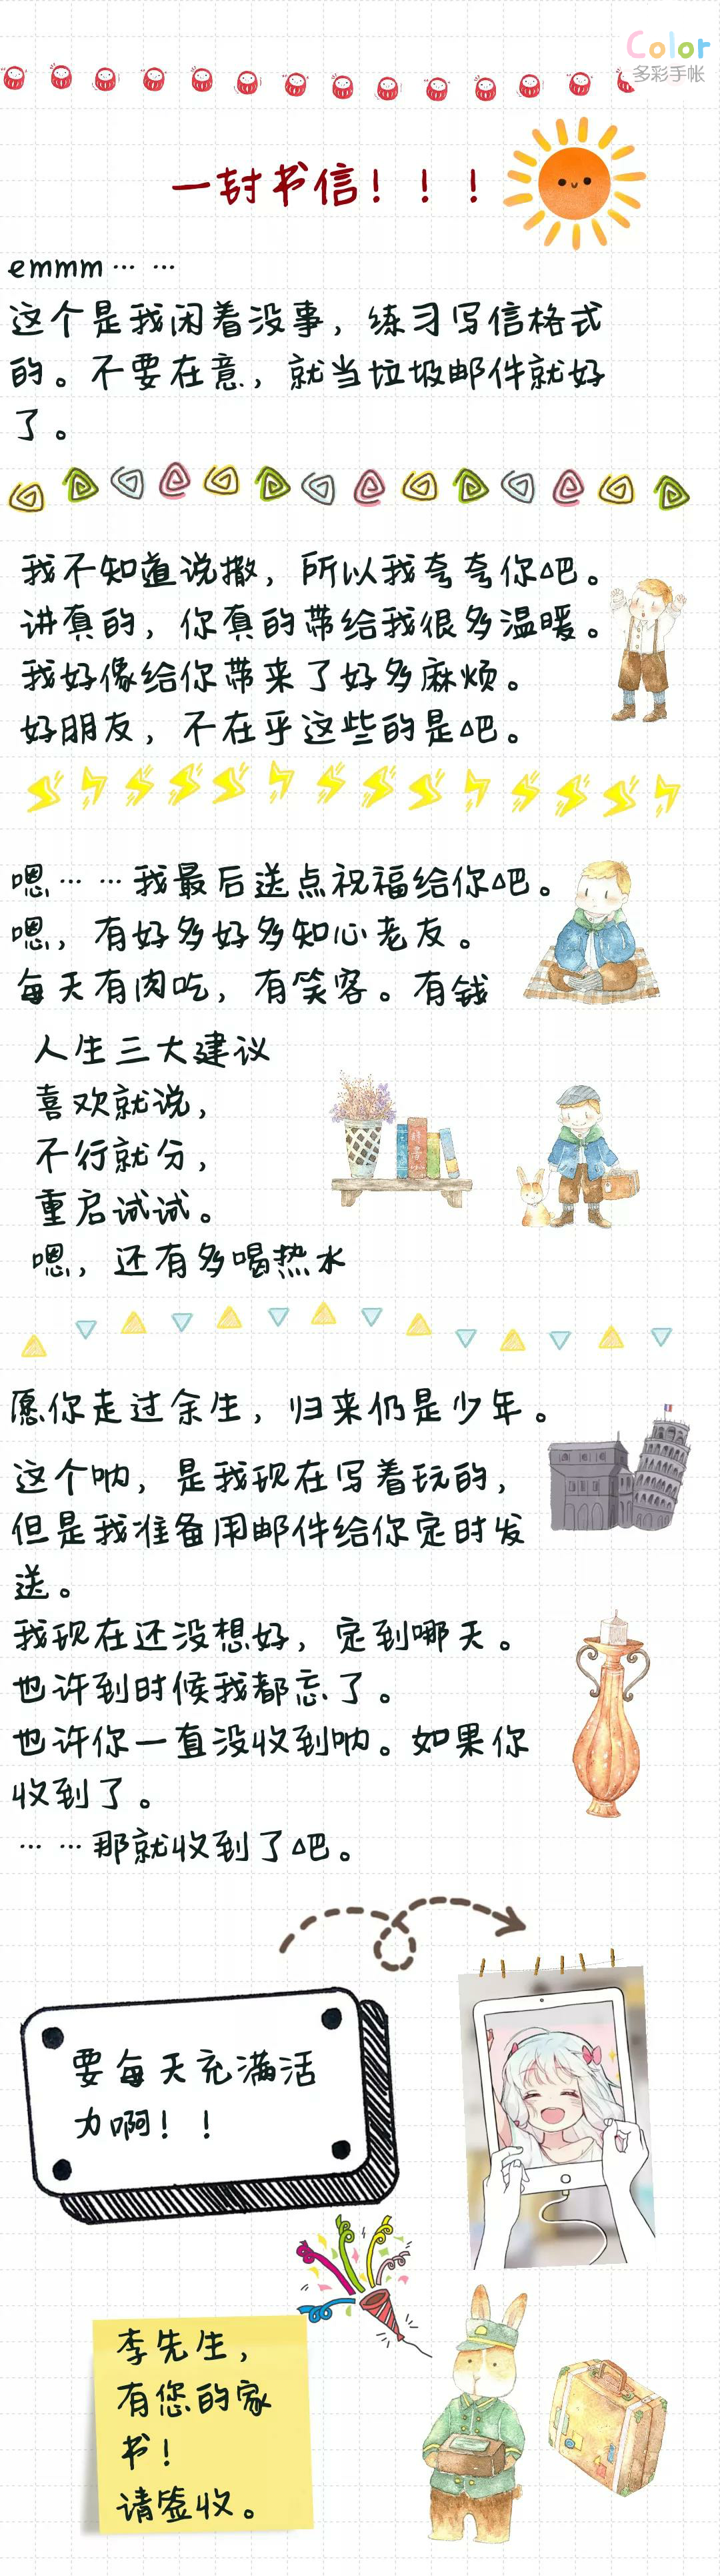 Color
多彩手帐
一封书信！！！
emmm……
这个是我闲着没事，练习写信格式
的。不要在意，就当垃圾邮件就好
了。
我不知道说撒，所以我夸夸你吧。
讲真的，你真的带给我很多温暖。
我好像给你带来了好多麻烦。
好朋友，不在乎这些的是吧。
嗯……我最后送点祝福给你吧。
嗯，有好多好多知心老友。
每天有肉吃，有笑容。有钱
人生三大建议
喜欢就说，
不行就分，
重启试试。
嗯，还有多喝热水
愿你走过余生，归来仍是少年。
这个呐，是我现在写着玩的，
但是我准备用邮件给你定时发
送。
我现在还没想好，定到哪天。
也许到时候我都忘了。
也许你一直没收到呐。如果你
收到了。
……那就收到了吧。
要每天充满活
力啊！！
李先生，
有您的家
书！
请签收。